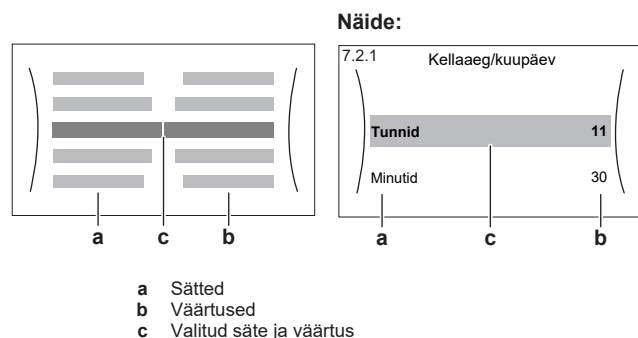 Näide:
7.2.1 Kellaaeg/kuupäev
Tunnid 11
Minutid 30
a c b
a c b
a Sätted
b Väärtused
c Valitud säte ja väärtus